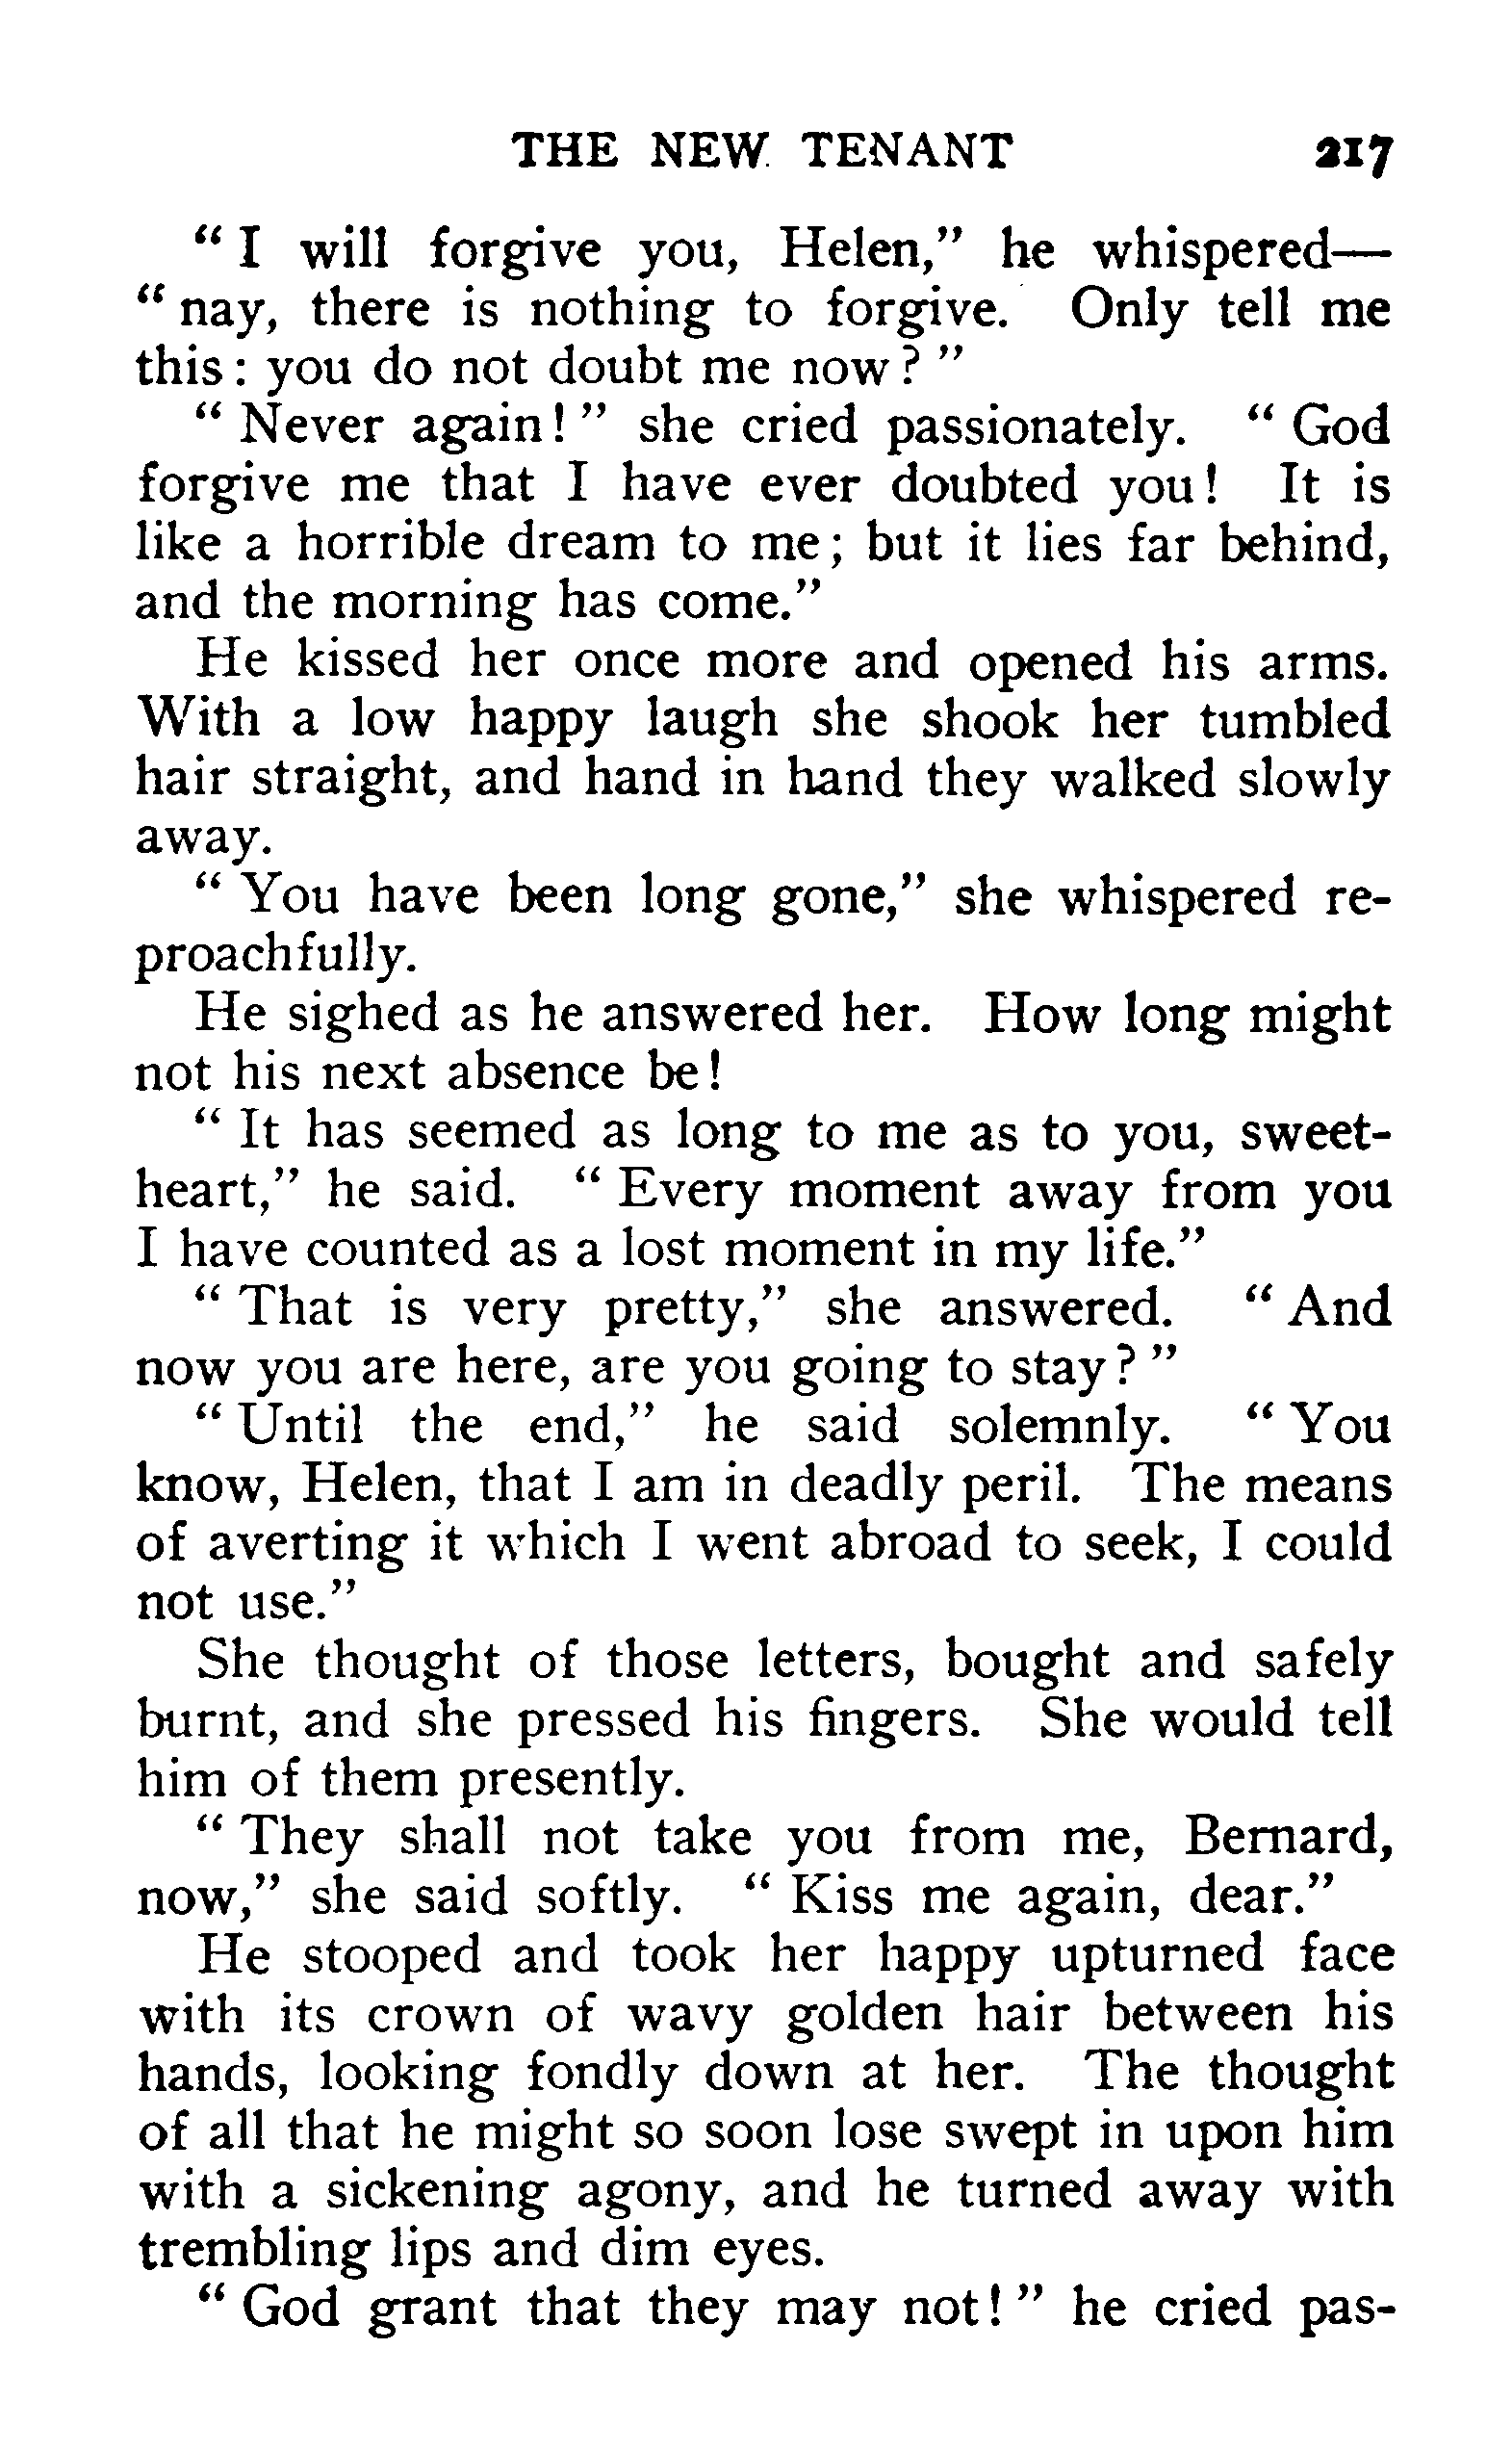 THE NEW TENANT 217
“ I will forgive you, Helen,” he whispered—
“ nay, there is nothing to forgive. Only tell me
this : you do not doubt me now ? ”
“ Never again ! ” she cried passionately. “ God
forgive me that I have ever doubted you ! It is
like a horrible dream to me ; but it lies far behind,
and the morning has come.”
He kissed her once more and opened his arms.
With a low happy laugh she shook her tumbled
hair straight, and hand in hand they walked slowly
away.
“ You have been long gone,” she whispered re-
proachfully.
He sighed as he answered her. How long might
not his next absence be !
“ It has seemed as long to me as to you, sweet-
heart,” he said. “ Every moment away from you
I have counted as a lost moment in my life.”
“ That is very pretty,” she answered. “ And
now you are here, are you going to stay ? ”
“ Until the end,” he said solemnly. “ You
know, Helen, that I am in deadly peril. The means
of averting it which I went abroad to seek, I could
not use.”
She thought of those letters, bought and safely
burnt, and she pressed his fingers. She would tell
him of them presently.
“ They shall not take you from me, Bernard,
now,” she said softly. “ Kiss me again, dear.”
He stooped and took her happy upturned face
with its crown of wavy golden hair between his
hands, looking fondly down at her. The thought
of all that he might so soon lose swept in upon him
with a sickening agony, and he turned away with
trembling lips and dim eyes.
“ God grant that they may not ! ” he cried pas-